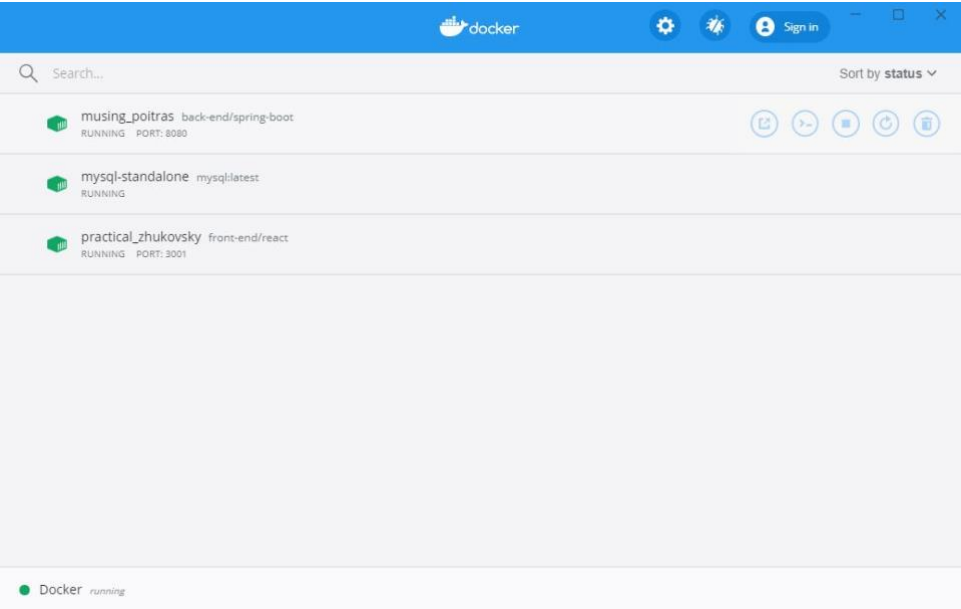 docker
Sign in
Search...
Sort by status
musing_poitras back-end/spring-boot
RUNNING PORT: 8080
mysql-standalone mysql:latest
RUNNING
practical_zhukovsky front-end/react
RUNNING PORT: 3001
Docker running